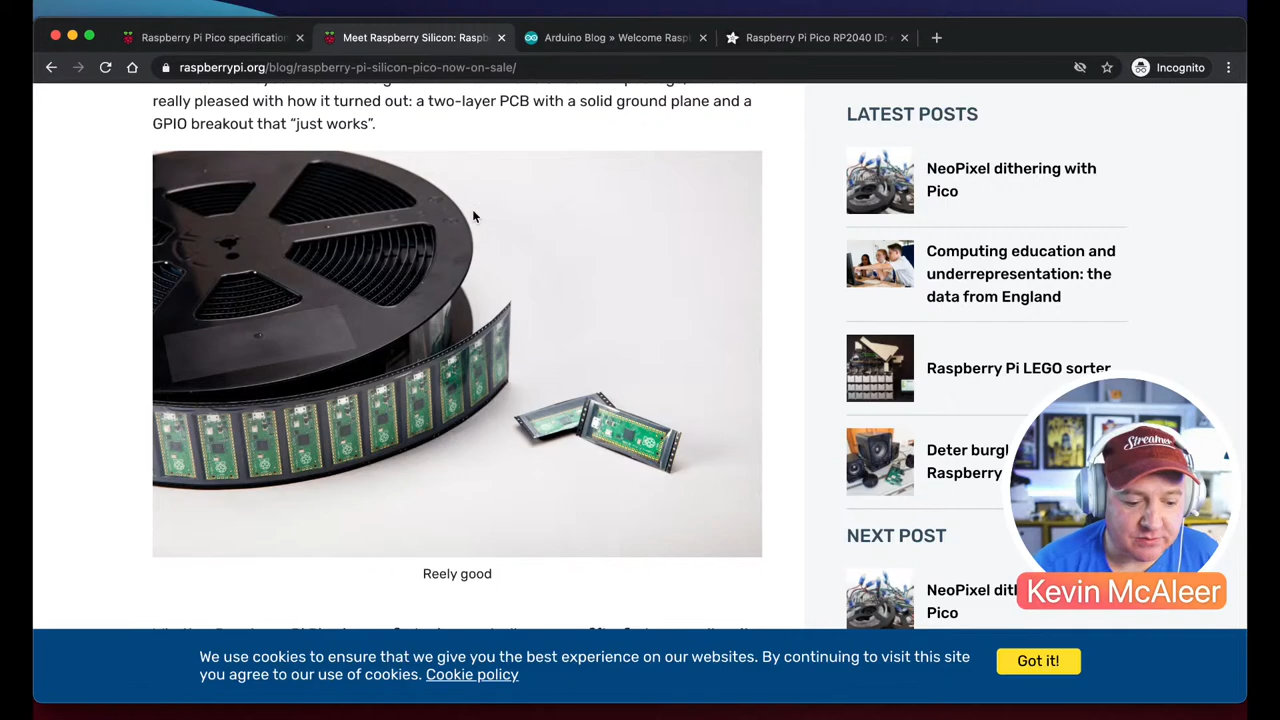 Raspberry Pi Pico specification
Meet Raspberry Silicon: Raspb
Arduino Blog » Welcome Rasp
Raspberry Pi Pico RP2040 ID:
raspberrypi.org/blog/raspberry-pi-silicon-pico-now-on-sale/
Incognito
really pleased with how it turned out: a two-layer PCB with a solid ground plane and a
GPIO breakout that “just works”.
Reely good
LATEST POSTS
NeoPixel dithering with
Pico
Computing education and
underrepresentation: the
data from England
Raspberry Pi LEGO sorter
Deter burgl
Raspberry
NEXT POST
NeoPixel dit
Pico
Streamer
Kevin McAleer
We use cookies to ensure that we give you the best experience on our websites. By continuing to visit this site
you agree to our use of cookies. Cookie policy
Got it!